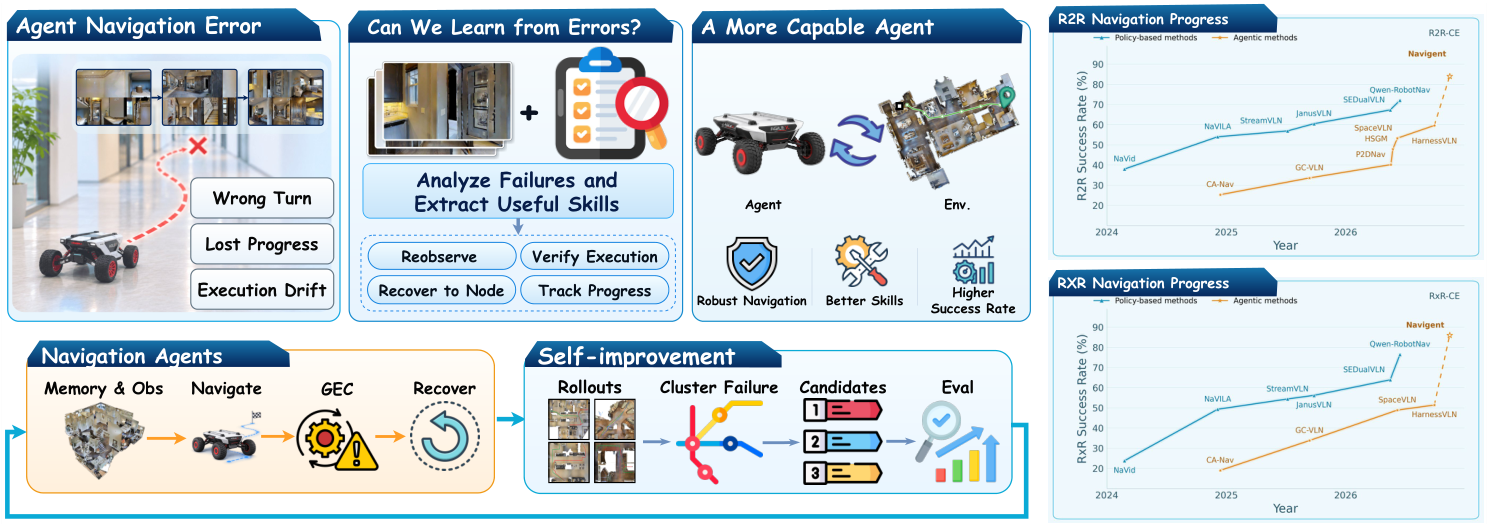 Agent Navigation Error
Wrong Turn
Lost Progress
Execution Drift
Can We Learn from Errors?
+
Analyze Failures and
Extract Useful Skills
Reobserve
Verify Execution
Recover to Node
Track Progress
A More Capable Agent
Agent
Env.
Robust Navigation
Better Skills
Higher
Success Rate
R2R Navigation Progress
Policy-based methods
Agentic methods
R2R-CE
R2R Success Rate (%)
90
80
70
60
50
40
30
20
NaVid
NaVILA
StreamVLN
JanusVLN
SEDualVLN
Qwen-RobotNav
CA-Nav
GC-VLN
P2DNav
HSGM
SpaceVLN
HarnessVLN
Navigent
2024
2025
2026
Year
RXR Navigation Progress
Policy-based methods
Agentic methods
RxR-CE
RxR Success Rate (%)
90
80
70
60
50
40
30
20
NaVid
NaVILA
StreamVLN
JanusVLN
SEDualVLN
Qwen-RobotNav
CA-Nav
GC-VLN
SpaceVLN
HarnessVLN
Navigent
2024
2025
2026
Year
Navigation Agents
Memory & Obs
Navigate
GEC
Recover
Self-improvement
Rollouts
Cluster Failure
Candidates
1
2
3
Eval